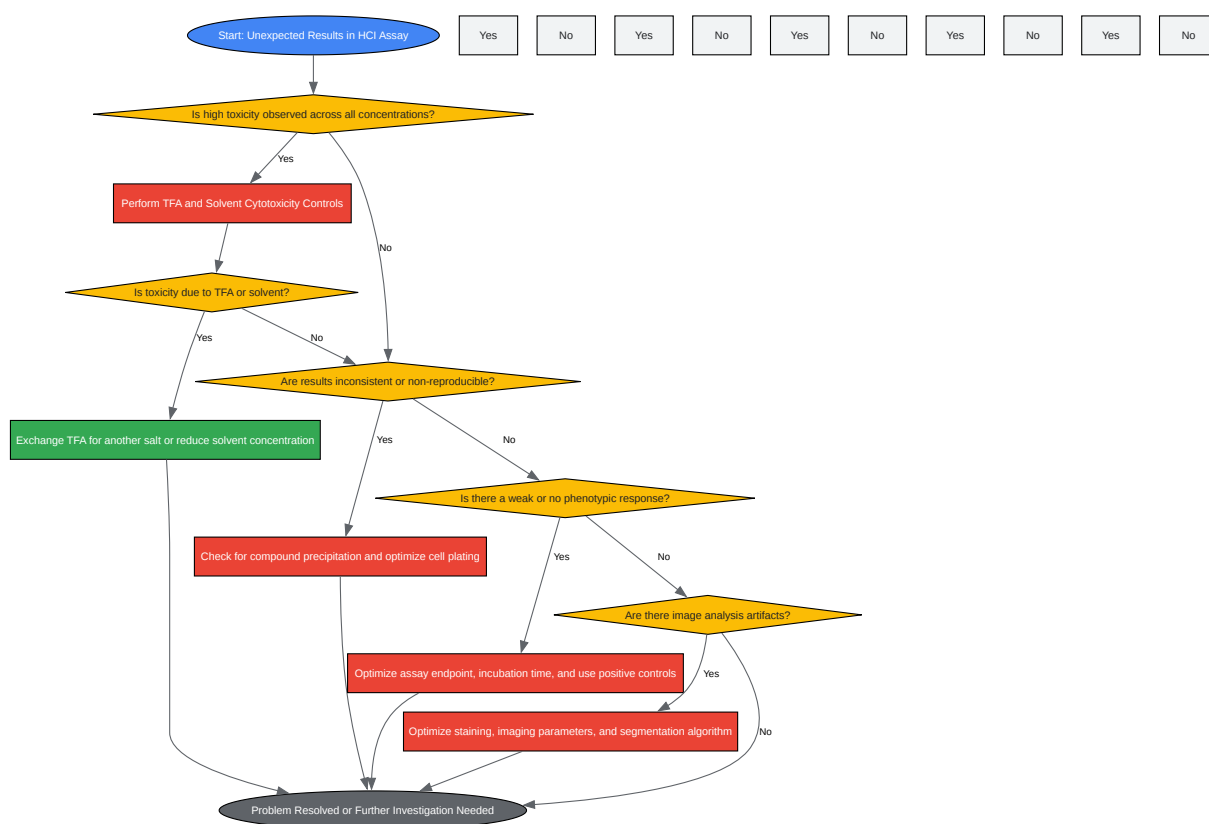 Start: Unexpected Results in HCI Assay
Yes
No
Yes
No
Yes
No
Yes
No
Yes
No
Is high toxicity observed across all concentrations?
Yes
Perform TFA and Solvent Cytotoxicity Controls
No
Is toxicity due to TFA or solvent?
Yes
No
Are results inconsistent or non-reproducible?
Exchange TFA for another salt or reduce solvent concentration
Yes
No
Is there a weak or no phenotypic response?
Check for compound precipitation and optimize cell plating
Yes
No
Are there image analysis artifacts?
Optimize assay endpoint, incubation time, and use positive controls
Yes
Optimize staining, imaging parameters, and segmentation algorithm
No
Problem Resolved or Further Investigation Needed